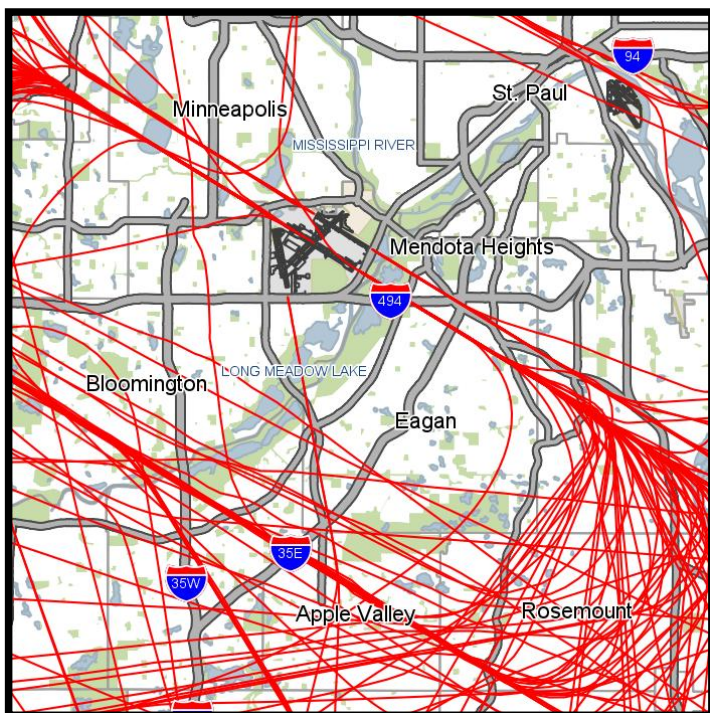 94
St. Paul
Minneapolis
MISSISSIPPI RIVER
Mendota Heights
494
LONG MEADOW LAKE
Bloomington
Eagan
35E
35W
Apple Valley
Rosemount